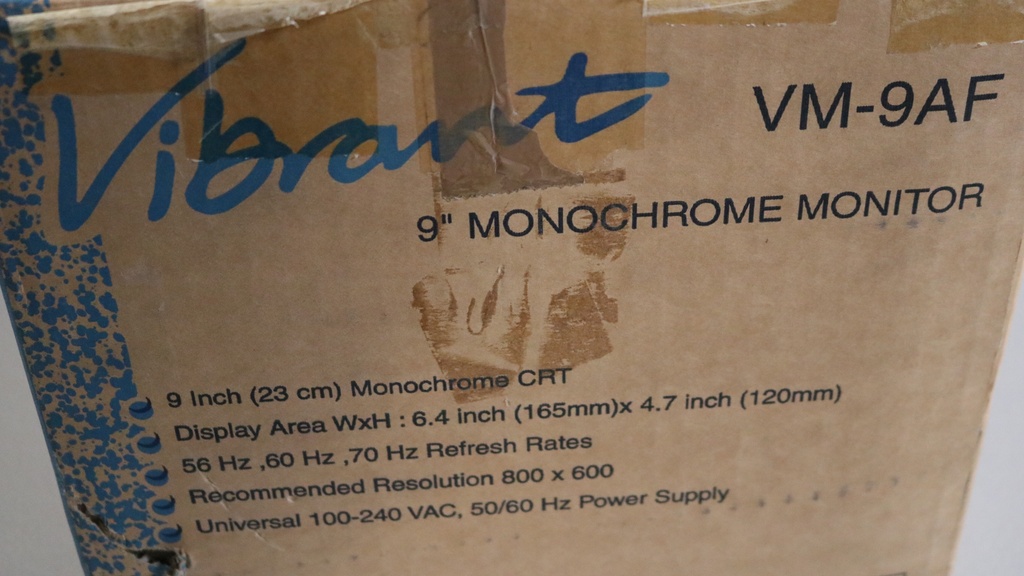 Vibrant
VM-9AF
9" MONOCHROME MONITOR
9 Inch (23 cm) Monochrome CRT
Display Area WxH : 6.4 inch (165mm)x 4.7 inch (120mm)
56 Hz ,60 Hz ,70 Hz Refresh Rates
Recommended Resolution 800 x 600
Universal 100-240 VAC, 50/60 Hz Power Supply